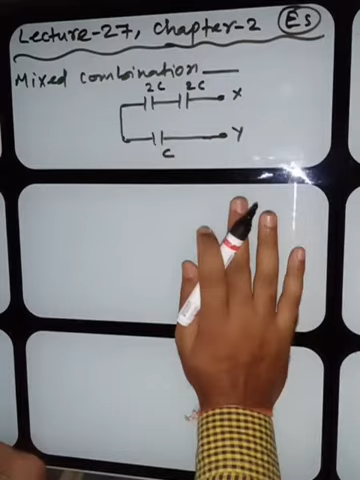 Lecture-27, Chapter-2 Es
Mixed combination
2C 2C
X
Y
C